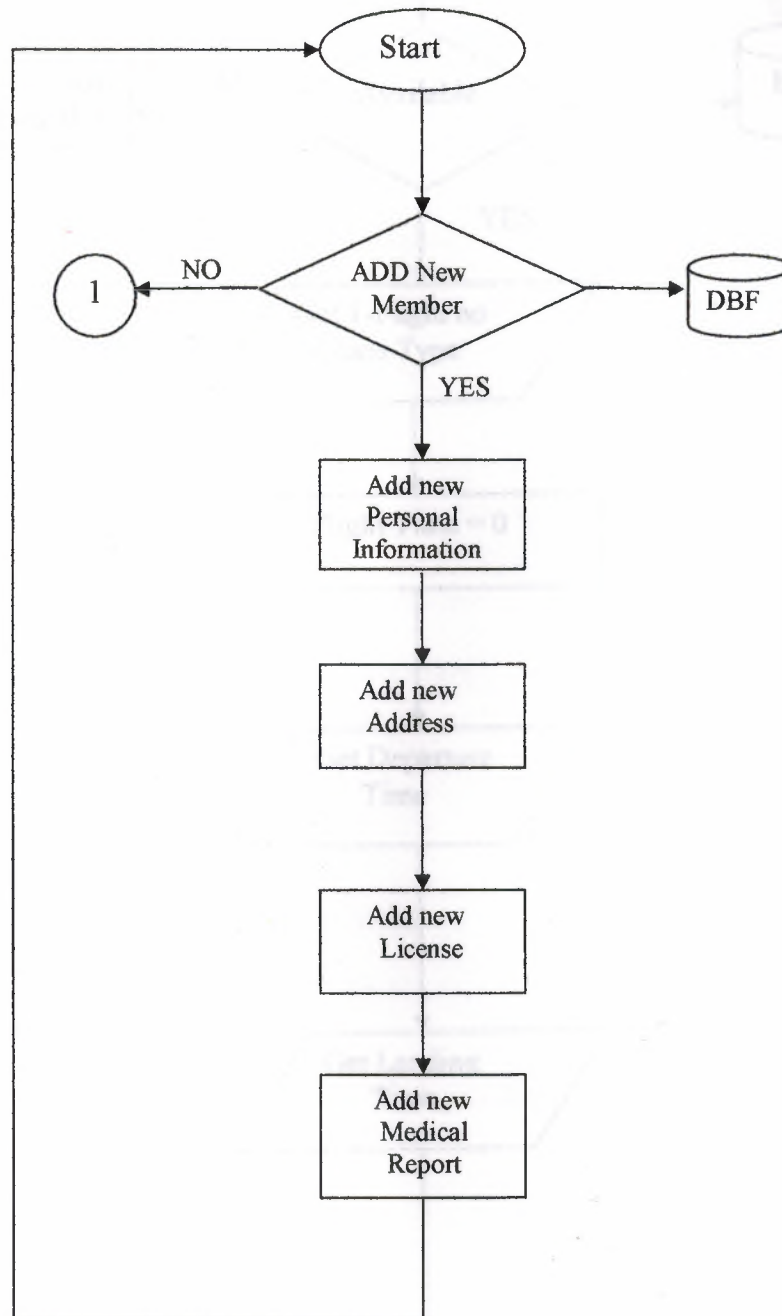 Start
ADD New
Member
NO
1
DBF
YES
Add new
Personal
Information
Add new
Address
Add new
License
Add new
Medical
Report